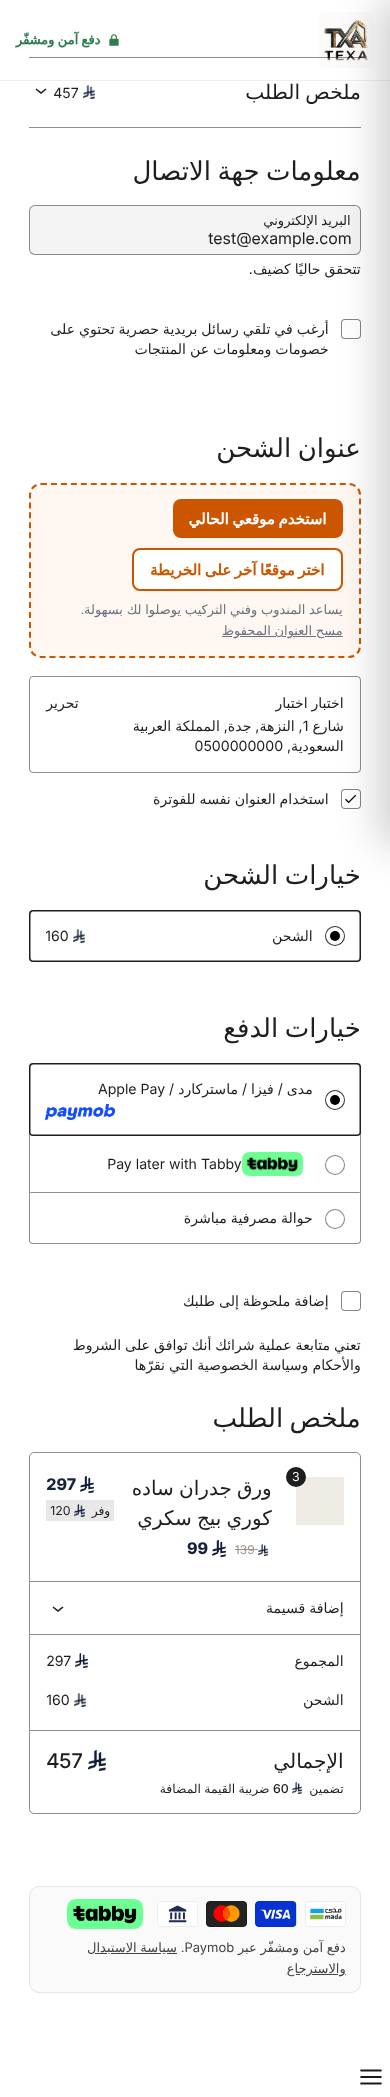 TEXA
دفع آمن ومشفّر
ملخص الطلب
457
معلومات جهة الاتصال
البريد الإلكتروني
test@example.com
تتحقق حاليًا كضيف.
أرغب في تلقي رسائل بريدية حصرية تحتوي على
خصومات ومعلومات عن المنتجات
عنوان الشحن
استخدم موقعي الحالي
اختر موقعًا آخر على الخريطة
يساعد المندوب وفني التركيب يوصلوا لك بسهولة.
مسح العنوان المحفوظ
اختبار اختبار
تحرير
شارع 1, النزهة, جدة, المملكة العربية
السعودية, 0500000000
استخدام العنوان نفسه للفوترة
خيارات الشحن
الشحن
160
خيارات الدفع
مدى / فيزا / ماستركارد / Apple Pay
paymob
Pay later with Tabby tabby
حوالة مصرفية مباشرة
إضافة ملحوظة إلى طلبك
تعني متابعة عملية شرائك أنك توافق على الشروط
والأحكام وسياسة الخصوصية التي نقرّها
ملخص الطلب
3
ورق جدران ساده
كوري بيج سكري
297
وفر 120
139 99
إضافة قسيمة
المجموع
297
الشحن
160
الإجمالي
457
تضمين 60 ضريبة القيمة المضافة
مدى mada VISA tabby
دفع آمن ومشفّر عبر Paymob. سياسة الاستبدال
والاسترجاع